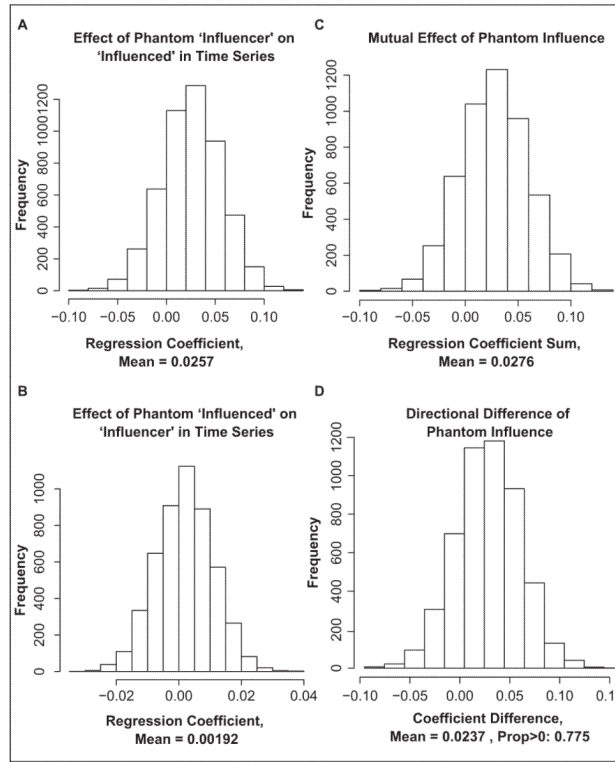 A
Effect of Phantom ‘Influencer' on
‘Influenced' in Time Series
Frequency
0 200 400 600 800 1000 1200
−0.10 −0.05 0.00 0.05 0.10
Regression Coefficient,
Mean = 0.0257
C
Mutual Effect of Phantom Influence
Frequency
0 200 400 600 800 1000 1200
−0.10 −0.05 0.00 0.05 0.10
Regression Coefficient Sum,
Mean = 0.0276
B
Effect of Phantom ‘Influenced' on
‘Influencer' in Time Series
Frequency
0 200 400 600 800 1000
−0.02 0.00 0.02 0.04
Regression Coefficient,
Mean = 0.00192
D
Directional Difference of
Phantom Influence
Frequency
0 200 400 600 800 1000 1200
−0.10 −0.05 0.00 0.05 0.10
Coefficient Difference,
Mean = 0.0237 , Prop>0: 0.775